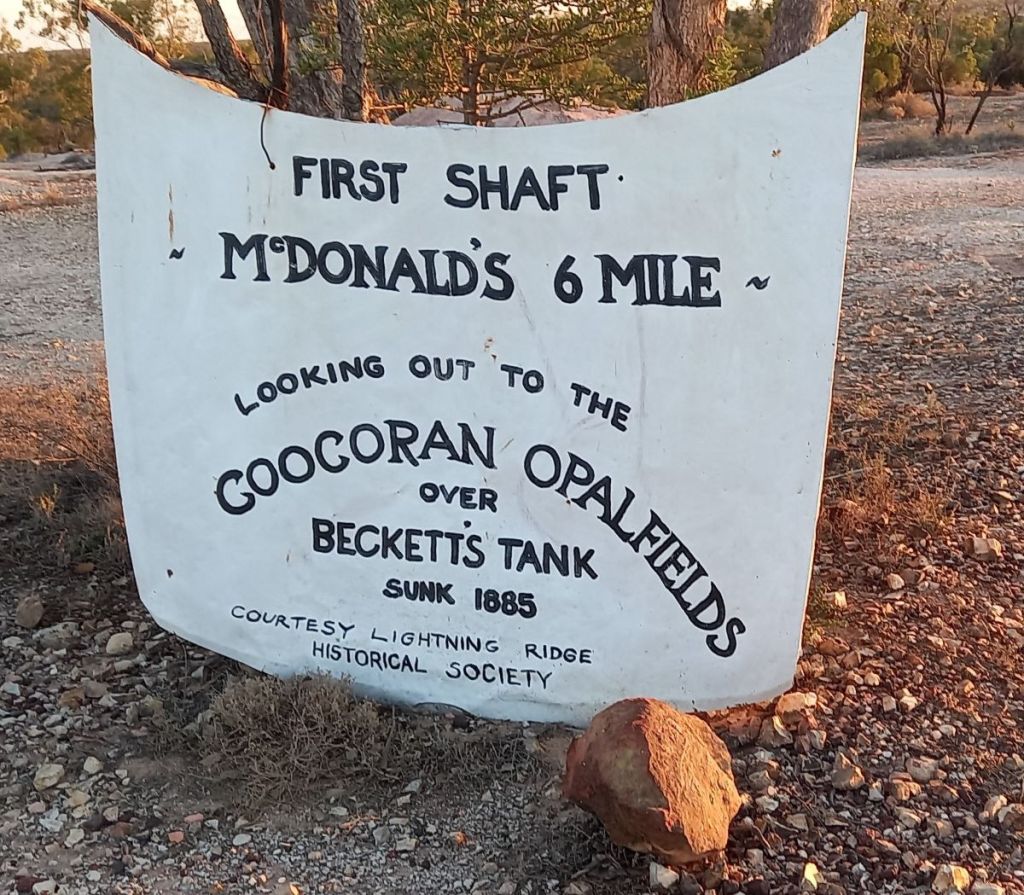 FIRST SHAFT
~ McDONALD'S 6 MILE ~
LOOKING OUT TO THE
COOCORAN OPALFIELDS
OVER
BECKETT'S TANK
SUNK 1885
COURTESY LIGHTNING RIDGE
HISTORICAL SOCIETY